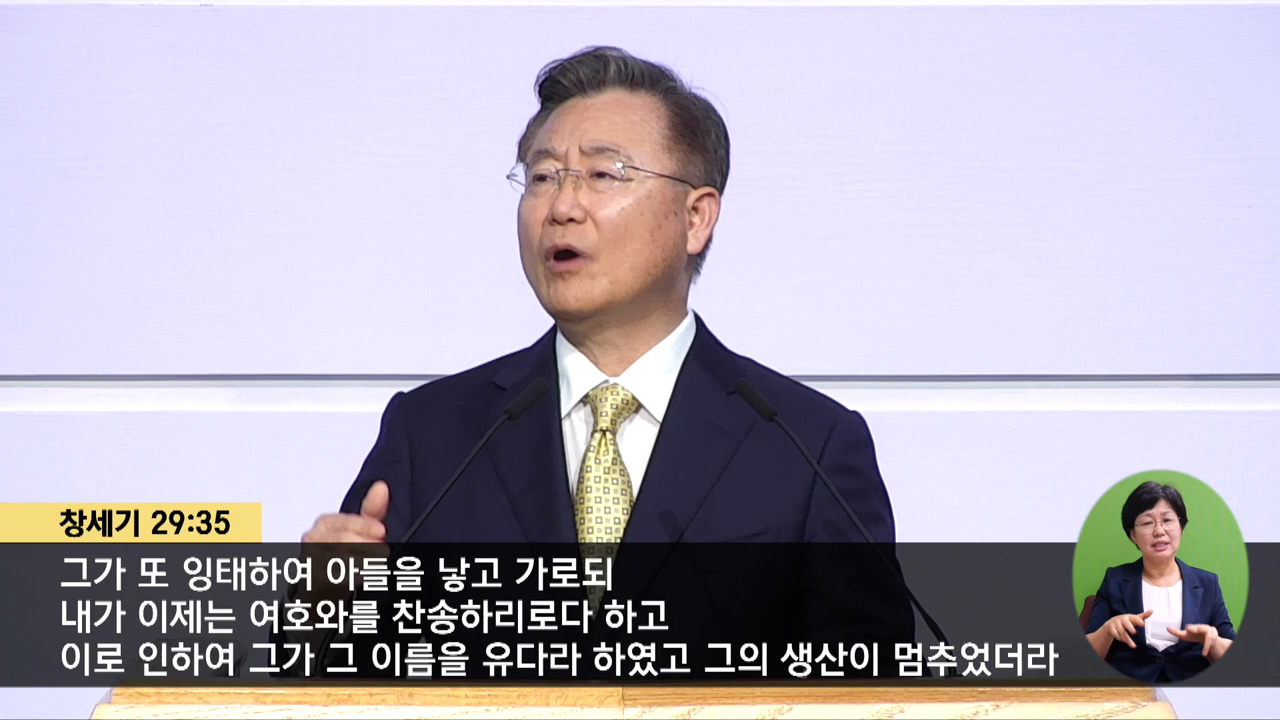 창세기 29:35
그가 또 잉태하여 아들을 낳고 가로되
내가 이제는 여호와를 찬송하리로다 하고
이로 인하여 그가 그 이름을 유다라 하였고 그의 생산이 멈추었더라